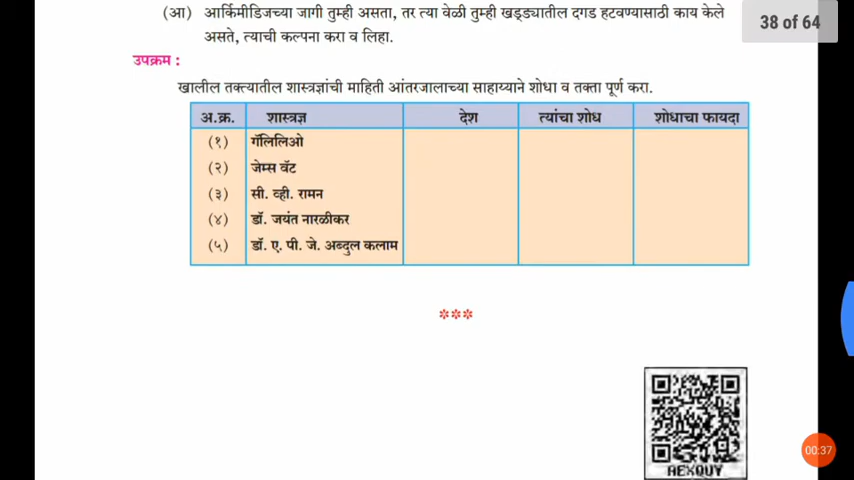 (आ) आर्किमीडिजच्या जागी तुम्ही असता, तर त्या वेळी तुम्ही खड्ड्यातील दगड हटवण्यासाठी काय केले
असते, त्याची कल्पना करा व लिहा.
38 of 64
उपक्रम :
खालील तक्त्यातील शास्त्रज्ञांची माहिती आंतरजालाच्या साहाय्याने शोधा व तक्ता पूर्ण करा.
अ.क्र. शास्त्रज्ञ देश त्यांचा शोध शोधाचा फायदा
(१) गॅलिलिओ
(२) जेम्स वॅट
(३) सी. व्ही. रामन
(४) डॉ. जयंत नारळीकर
(५) डॉ. ए. पी. जे. अब्दुल कलाम
***
AEXQUY
00:37